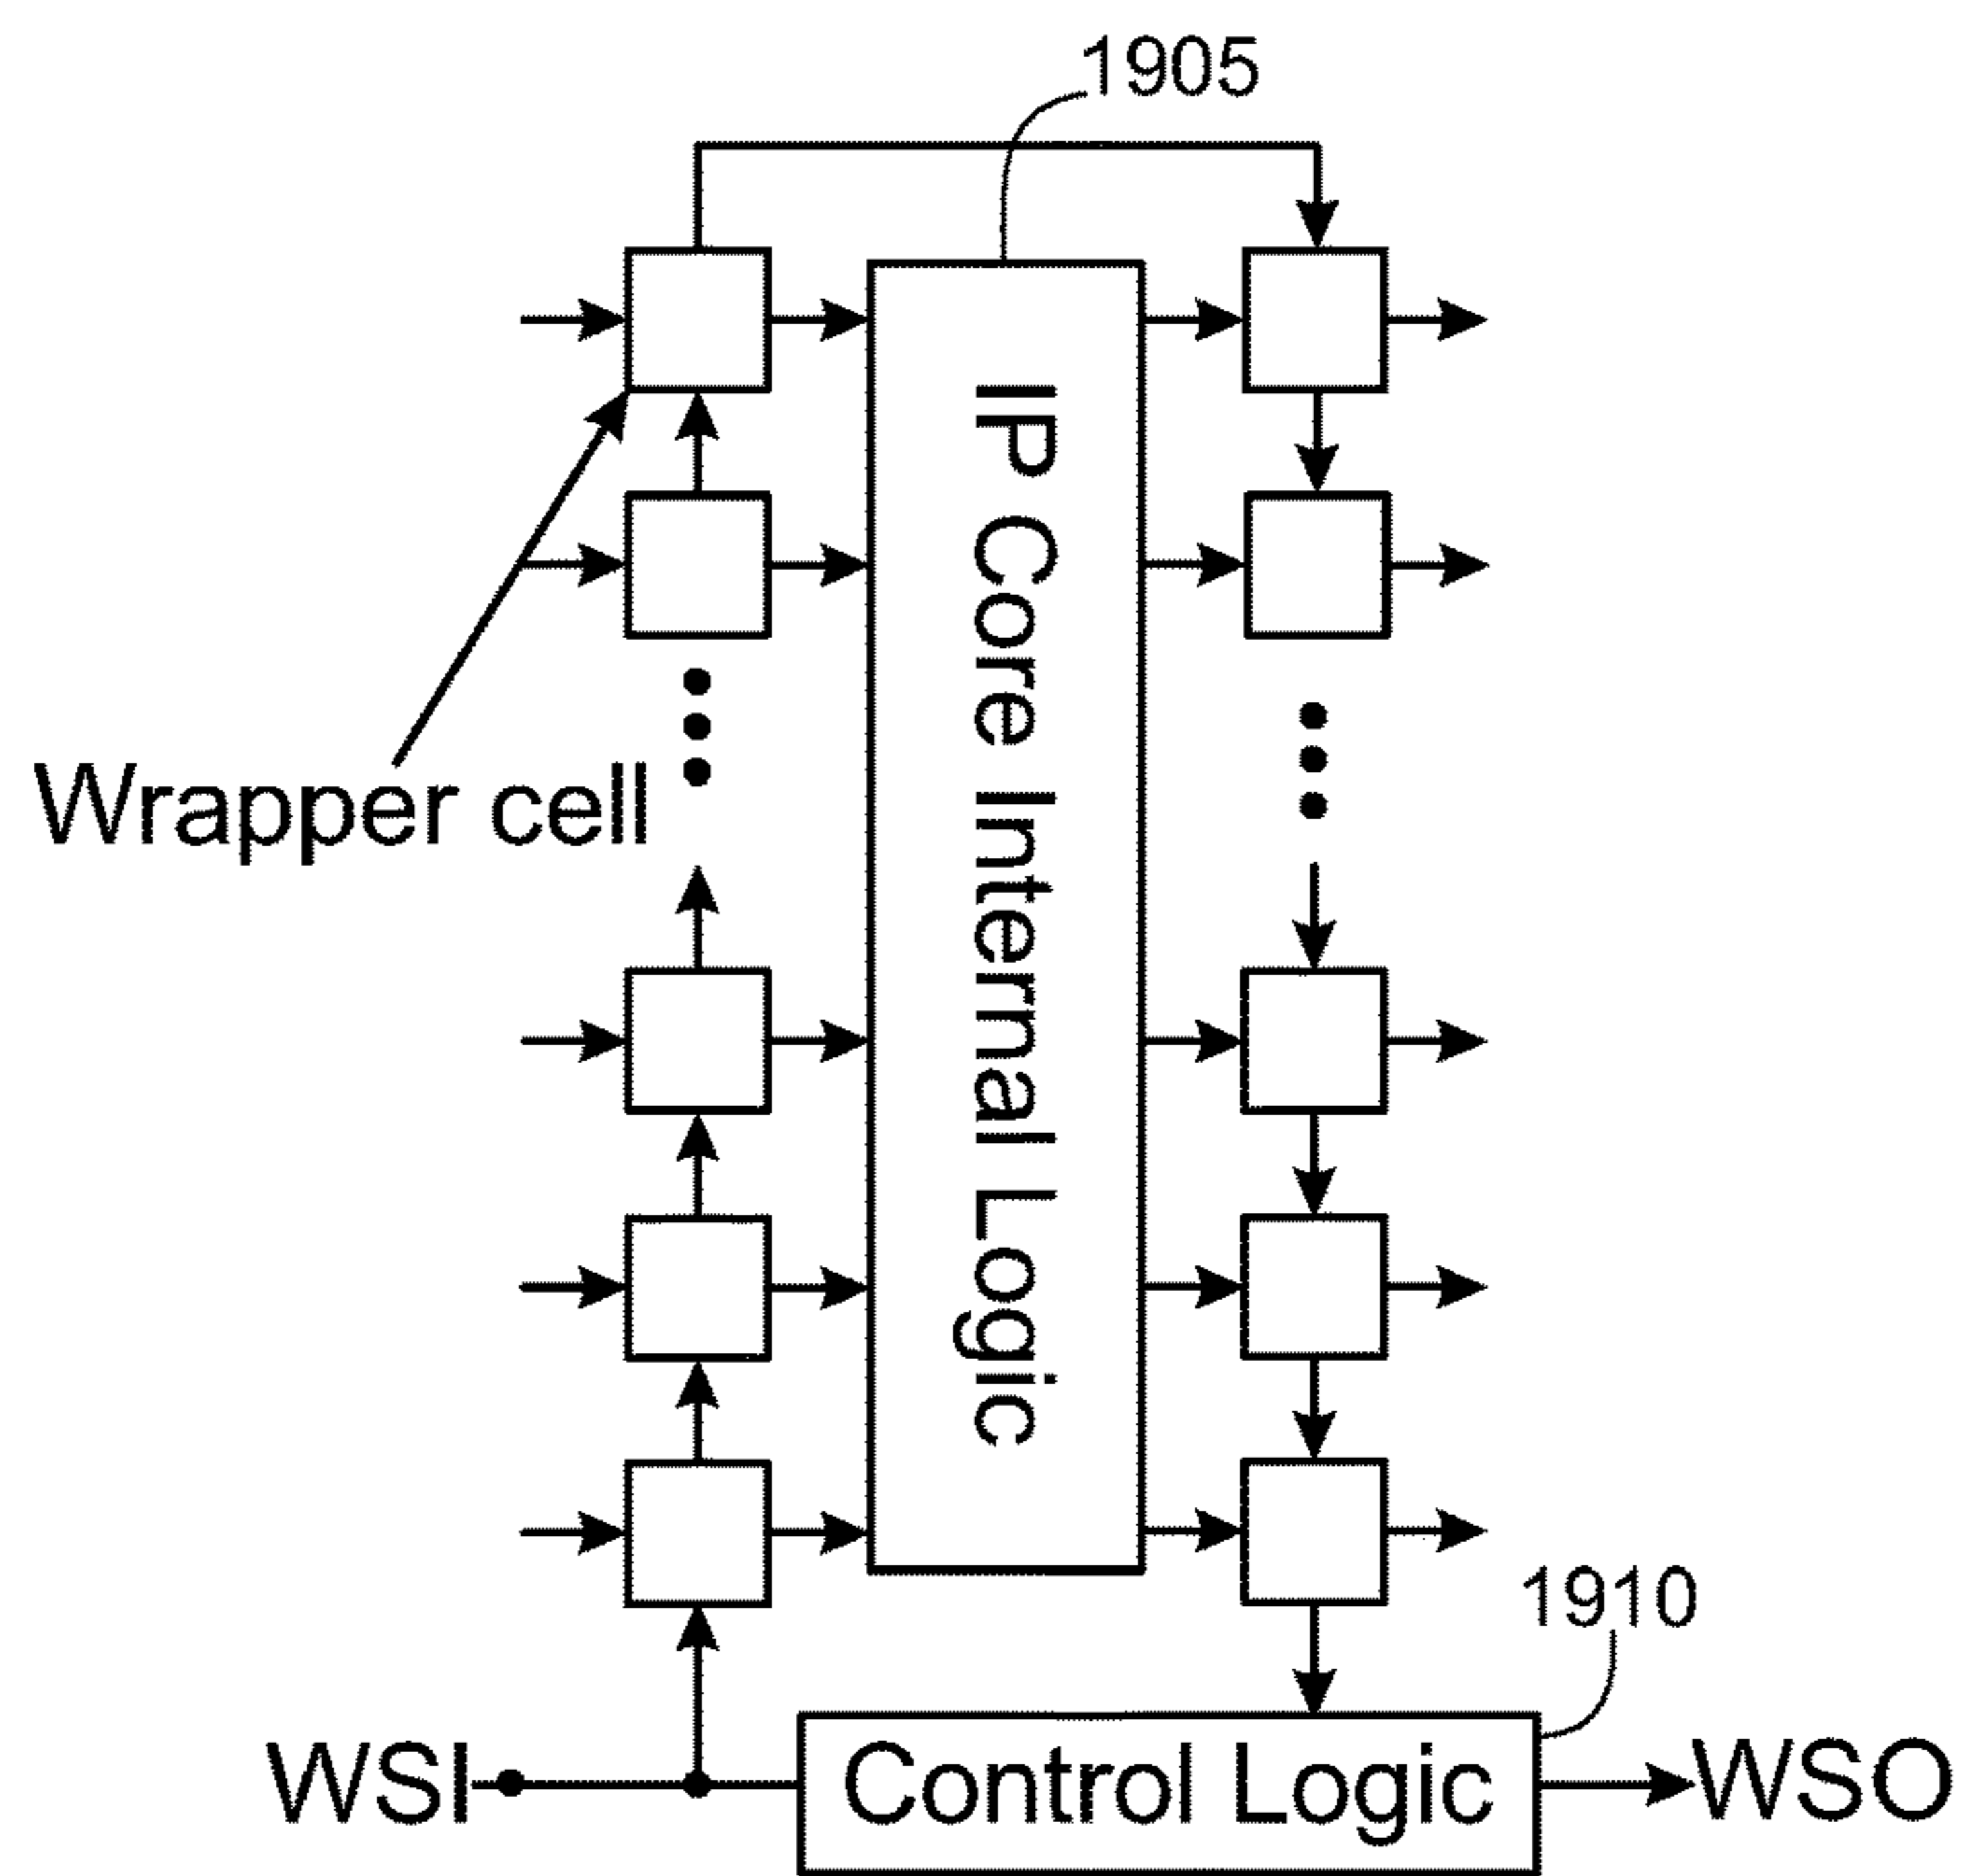 1905
IP Core Internal Logic
Wrapper cell
1910
WSI
Control Logic
WSO